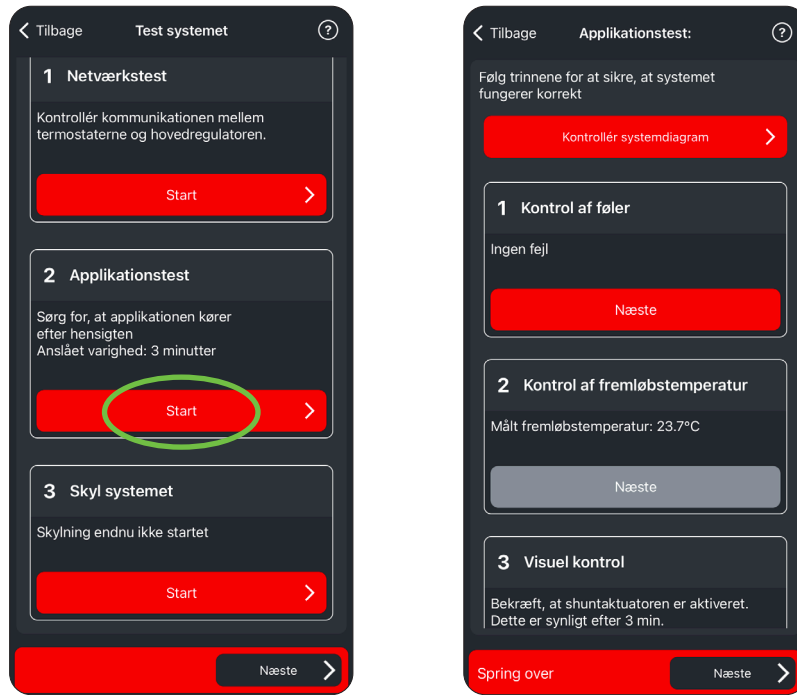 Tilbage
Test systemet
?
1 Netværkstest
Kontrollér kommunikationen mellem
termostaterne og hovedregulatoren.
Start
2 Applikationstest
Sørg for, at applikationen kører
efter hensigten
Anslået varighed: 3 minutter
Start
3 Skyl systemet
Skylning endnu ikke startet
Start
Næste
Tilbage
Applikationstest:
?
Følg trinnene for at sikre, at systemet
fungerer korrekt
Kontrollér systemdiagram
1 Kontrol af føler
Ingen fejl
Næste
2 Kontrol af fremløbstemperatur
Målt fremløbstemperatur: 23.7°C
Næste
3 Visuel kontrol
Bekræft, at shuntaktuatoren er aktiveret.
Dette er synligt efter 3 min.
Spring over
Næste